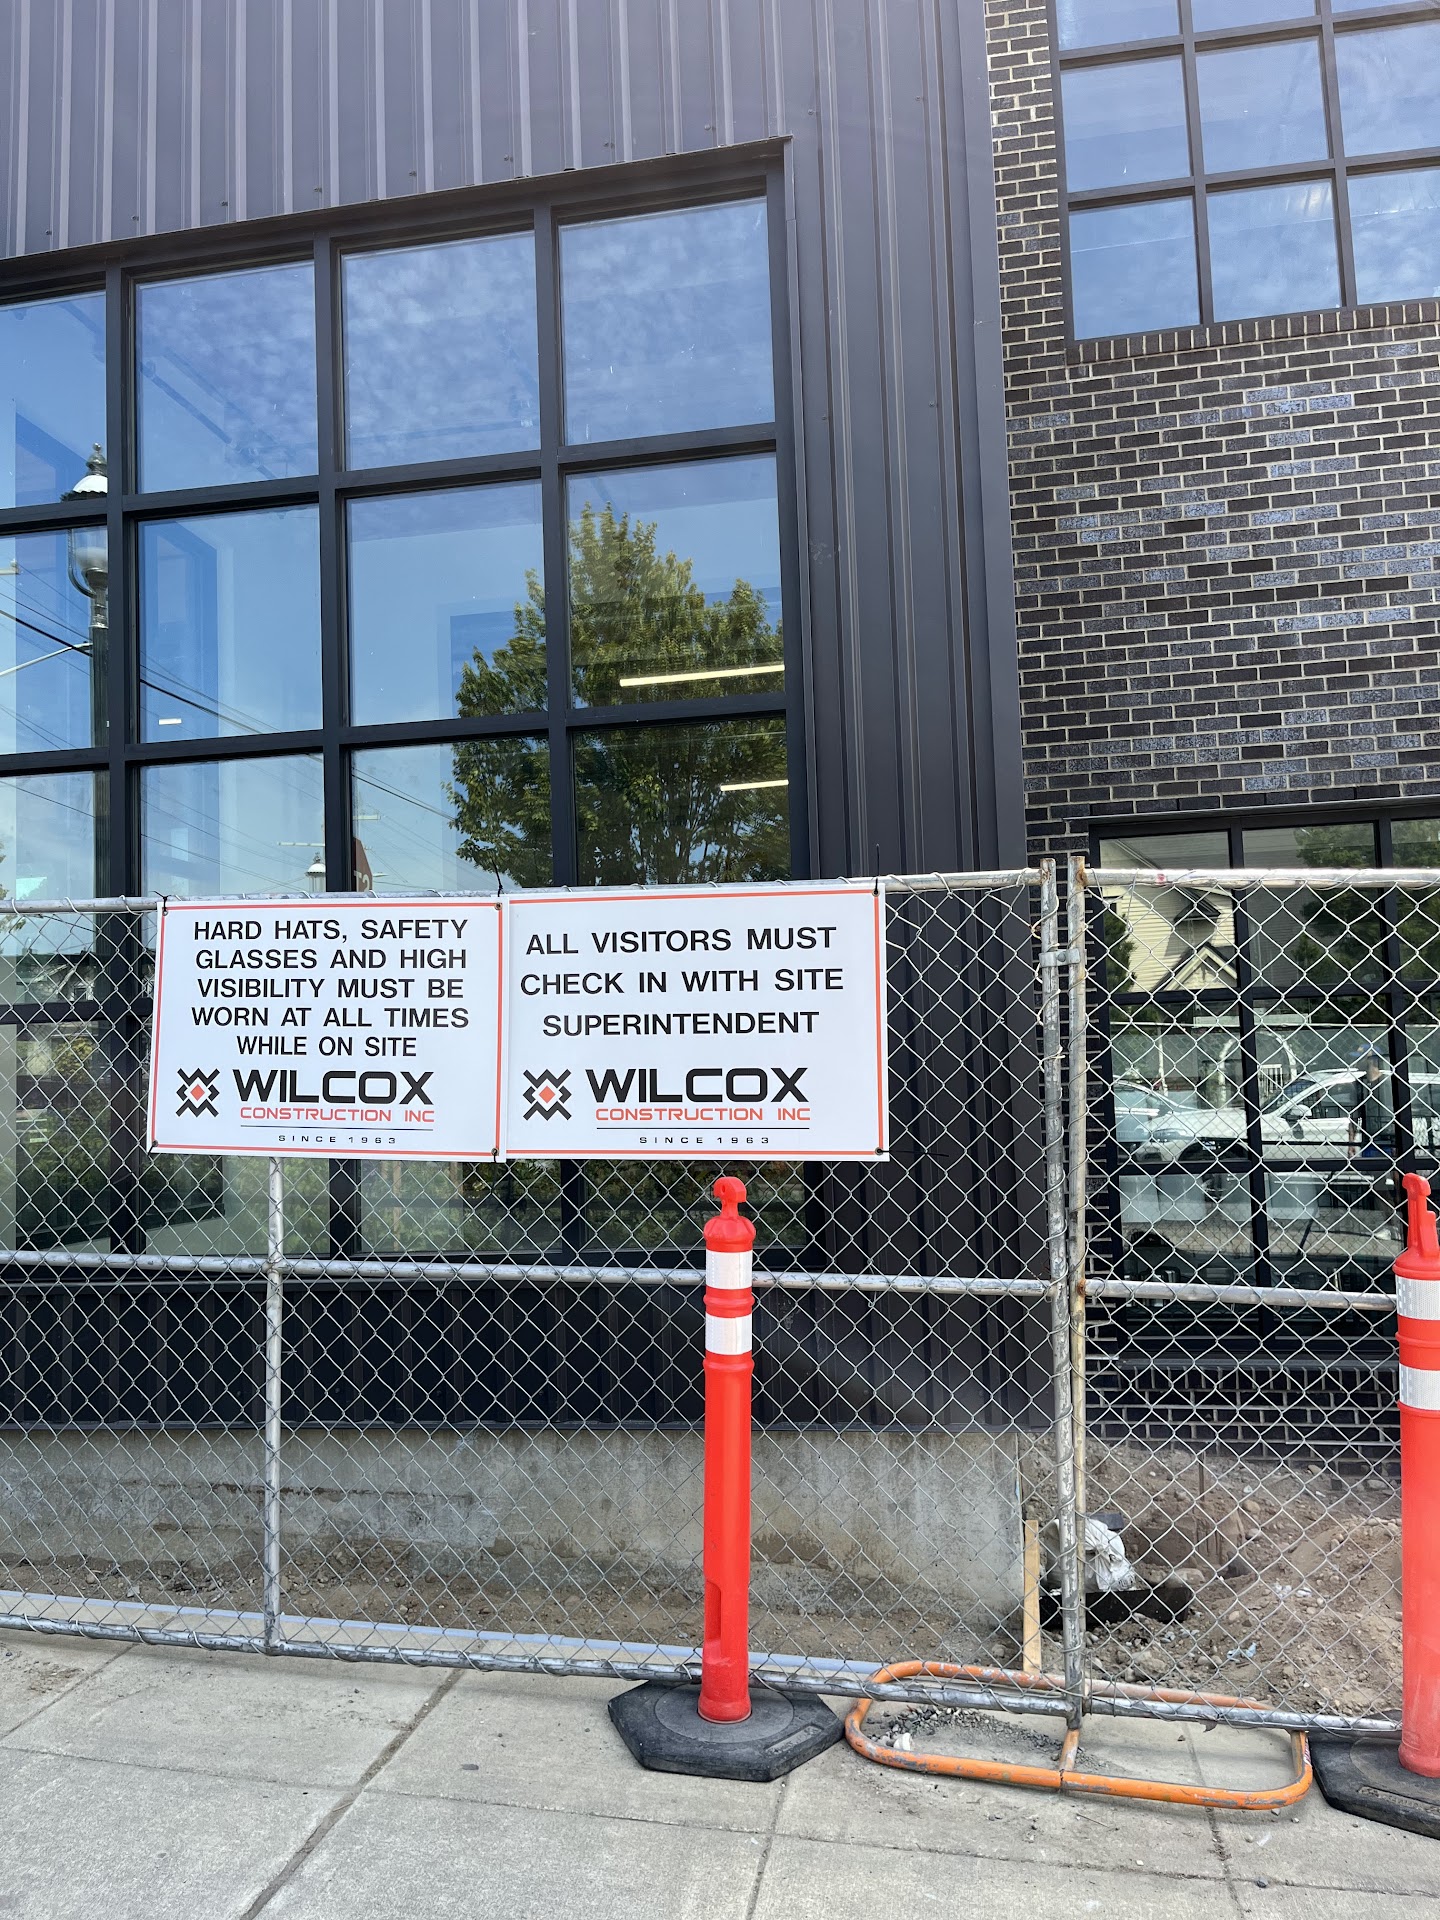 HARD HATS, SAFETY
GLASSES AND HIGH
VISIBILITY MUST BE
WORN AT ALL TIMES
WHILE ON SITE
WILCOX
CONSTRUCTION INC
SINCE 1963
ALL VISITORS MUST
CHECK IN WITH SITE
SUPERINTENDENT
WILCOX
CONSTRUCTION INC
SINCE 1963